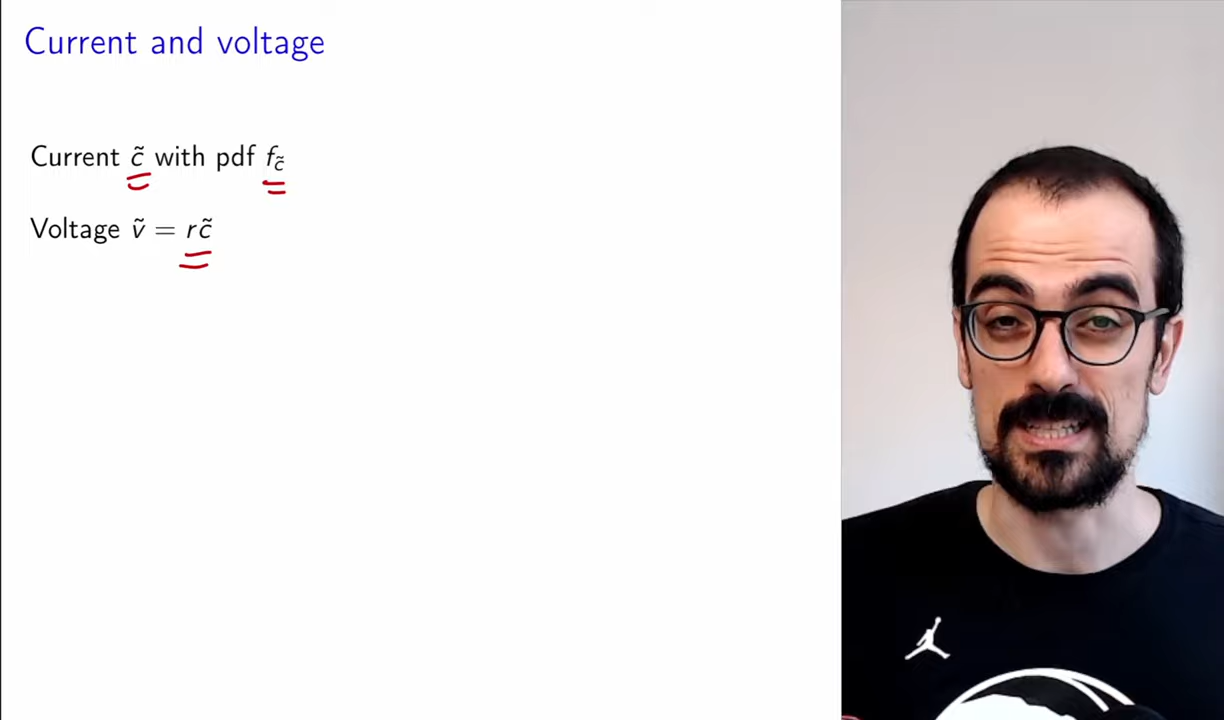 Current and voltage
Current c̃ with pdf f_c̃
Voltage ṽ = rc̃